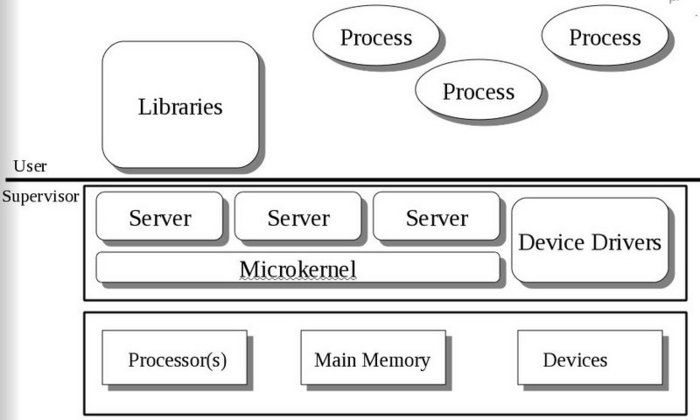 Process
Process
Process
Libraries
User
Supervisor
Server
Server
Server
Device Drivers
Microkernel
Processor(s)
Main Memory
Devices